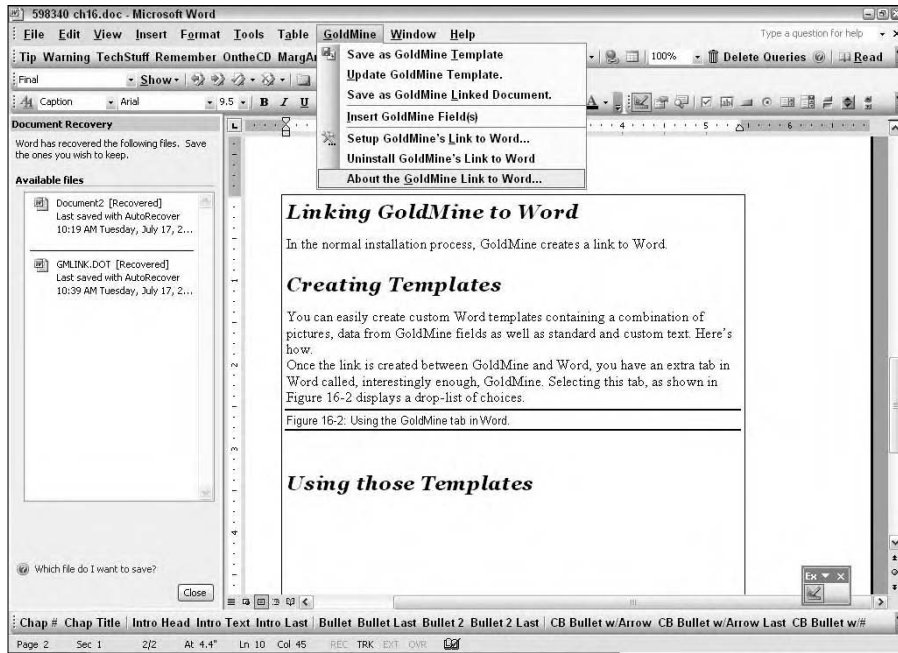 598340 ch16.doc - Microsoft Word
File Edit View Insert Format Tools Table GoldMine Window Help
Type a question for help
Tip Warning TechStuff Remember OntheCD MargA
100%
Delete Queries
Read
Final
Show
Caption
Arial
9.5
B I U
A
Save as GoldMine Template
Update GoldMine Template.
Save as GoldMine Linked Document.
Insert GoldMine Field(s)
Setup GoldMine's Link to Word...
Uninstall GoldMine's Link to Word
About the GoldMine Link to Word...
Document Recovery
Word has recovered the following files. Save
the ones you wish to keep.
Available files
Document2 [Recovered]
Last saved with AutoRecover
10:19 AM Tuesday, July 17, 2...
GMLINK.DOT [Recovered]
Last saved with AutoRecover
10:39 AM Tuesday, July 17, 2...
Which file do I want to save?
Close
L
4 5 6
1
2
3
4
Linking GoldMine to Word
In the normal installation process, GoldMine creates a link to Word.
Creating Templates
You can easily create custom Word templates containing a combination of
pictures, data from GoldMine fields as well as standard and custom text. Here's
how.
Once the link is created between GoldMine and Word, you have an extra tab in
Word called, interestingly enough, GoldMine. Selecting this tab, as shown in
Figure 16-2 displays a drop-list of choices.
Figure 16-2: Using the GoldMine tab in Word.
Using those Templates
Ex
Chap # Chap Title Intro Head Intro Text Intro Last Bullet Bullet Last Bullet 2 Bullet 2 Last CB Bullet w/Arrow CB Bullet w/Arrow Last CB Bullet w/#
Page 2 Sec 1 2/2 At 4.4" Ln 10 Col 45 REC TRK EXT OVR